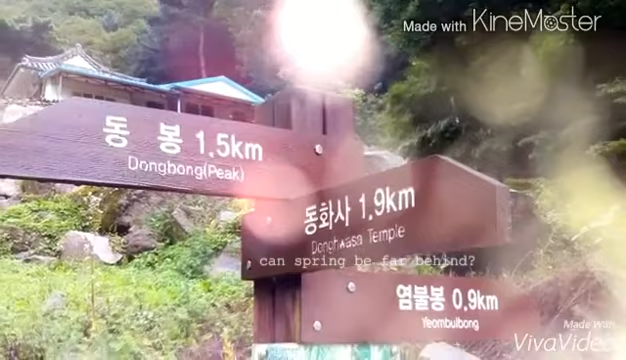 Made with KineMaster
동 봉 1.5km
Dongbong(Peak)
동화사 1.9km
Donghwasa Temple
can spring be far behind?
염불봉 0.9km
Yeombulbong
Made With
VivaVideo